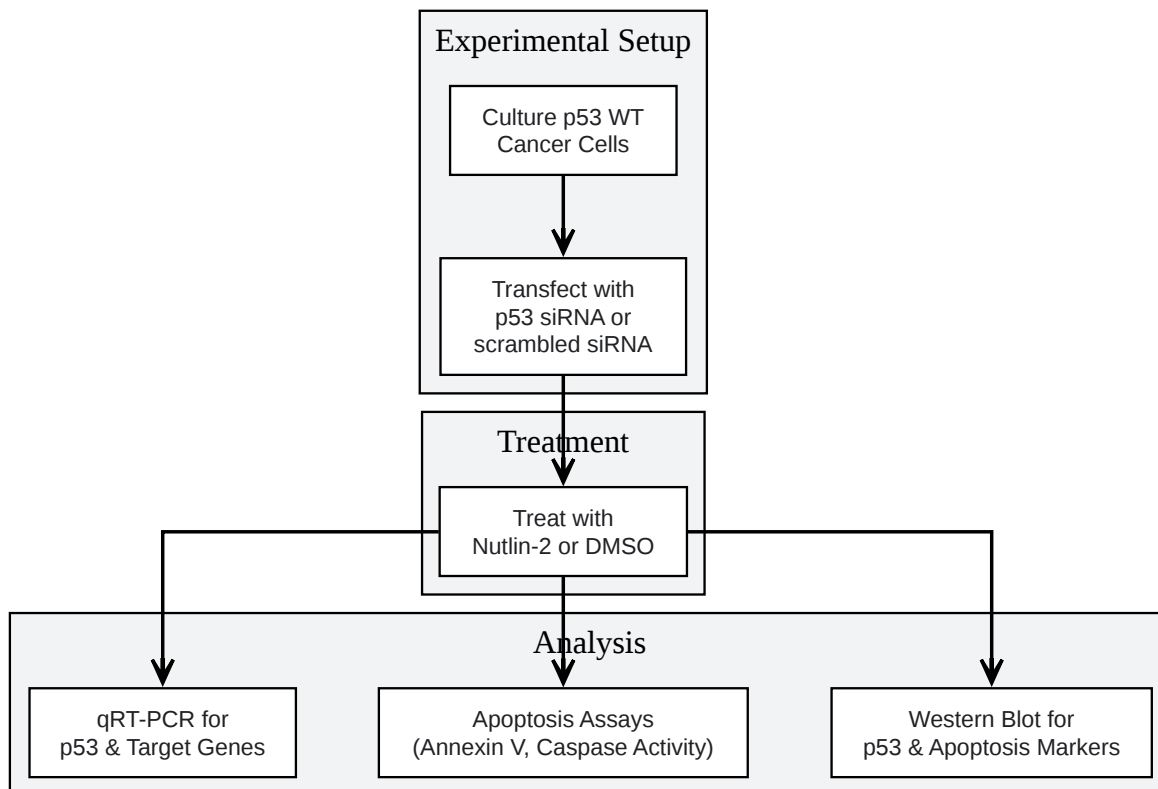 Experimental Setup
Culture p53 WT
Cancer Cells
Transfect with
p53 siRNA or
scrambled siRNA
Treatment
Treat with
Nutlin-2 or DMSO
Analysis
qRT-PCR for
p53 & Target Genes
Apoptosis Assays
(Annexin V, Caspase Activity)
Western Blot for
p53 & Apoptosis Markers